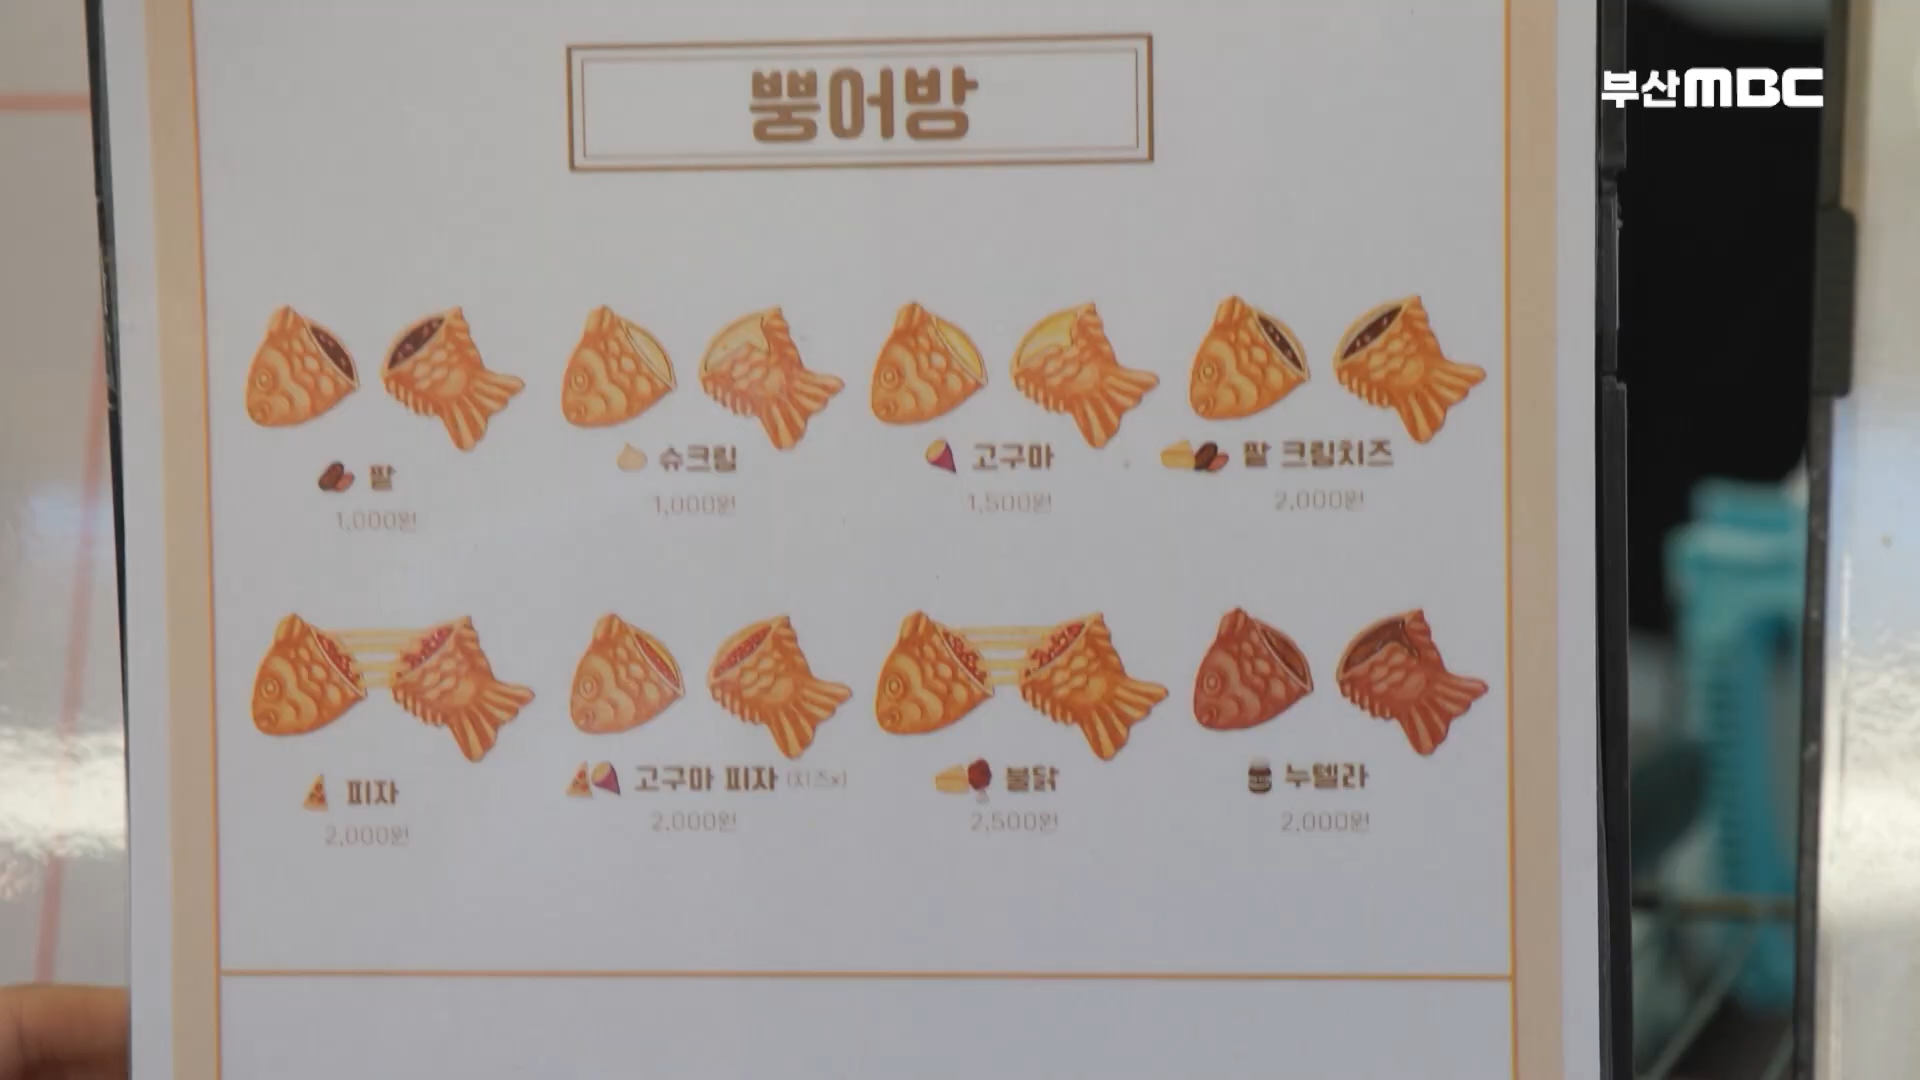 뿡어방
부산MBC
팥
1,000원
슈크림
1,000원
고구마
1,500원
팥 크림치즈
2,000원
피자
2,000원
고구마 피자 (치즈x)
2,000원
불닭
2,500원
누텔라
2,000원